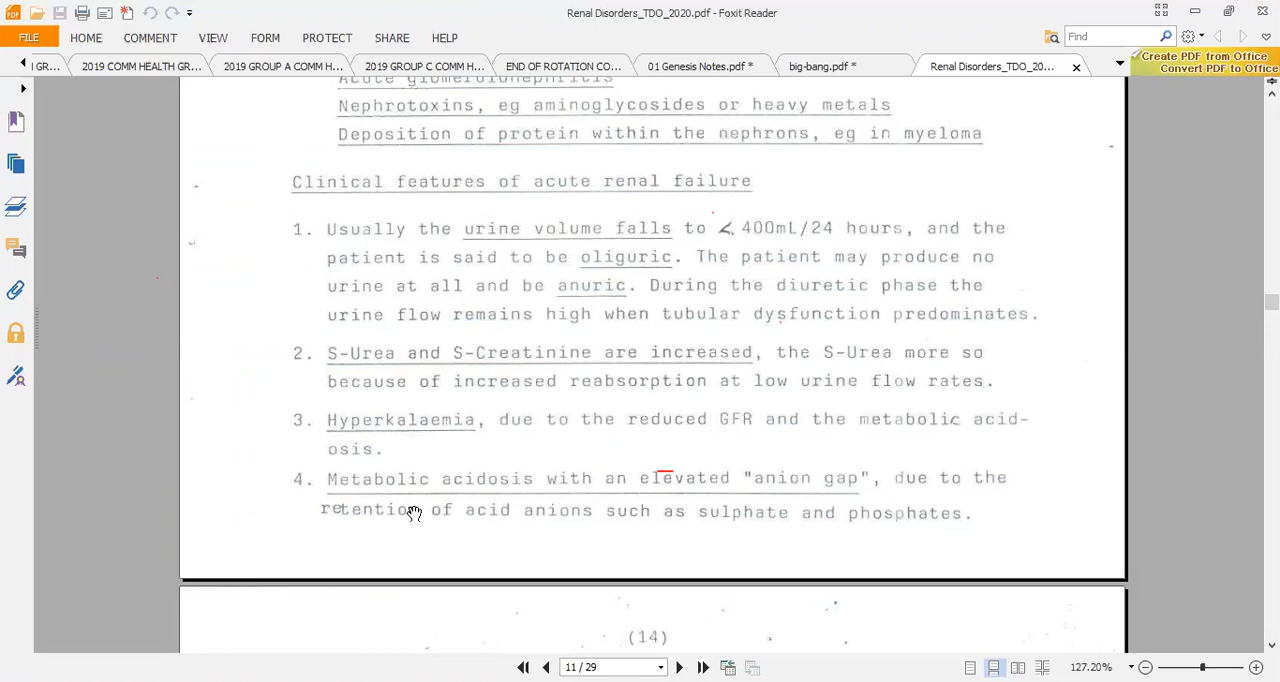 Renal_Disorders_TDO_2020.pdf - Foxit Reader
FILE HOME COMMENT VIEW FORM PROTECT SHARE HELP
Find
I GR... 2019 COMM HEALTH GR... 2019 GROUP A COMM H... 2019 GROUP C COMM H... END OF ROTATION CO... 01 Genesis Notes.pdf * big-bang.pdf * Renal_Disorders_TDO_20...
Create PDF from Office
Convert PDF to Office
Acute glomerulonephritis
Nephrotoxins, eg aminoglycosides or heavy metals
Deposition of protein within the nephrons, eg in myeloma
Clinical features of acute renal failure
1. Usually the urine volume falls to < 400mL/24 hours, and the
patient is said to be oliguric. The patient may produce no
urine at all and be anuric. During the diuretic phase the
urine flow remains high when tubular dysfunction predominates.
2. S-Urea and S-Creatinine are increased, the S-Urea more so
because of increased reabsorption at low urine flow rates.
3. Hyperkalaemia, due to the reduced GFR and the metabolic acid-
osis.
4. Metabolic acidosis with an elevated "anion gap", due to the
retention of acid anions such as sulphate and phosphates.
(14)
11 / 29
127.20%